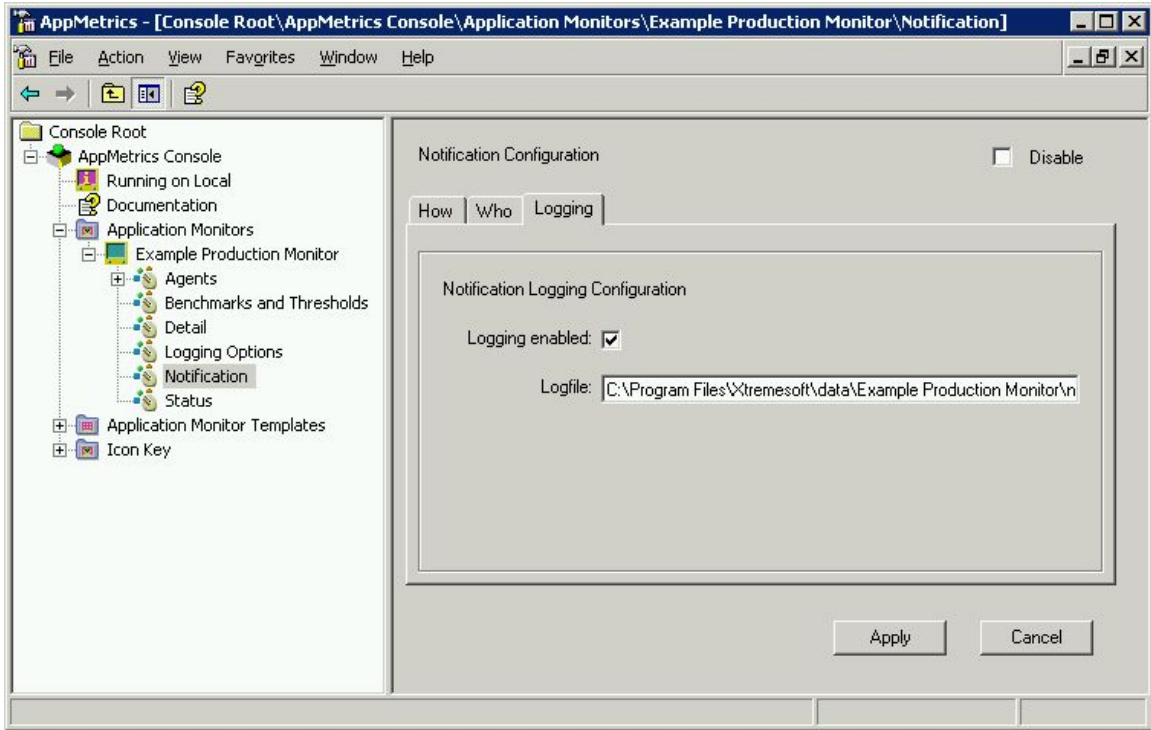 AppMetrics - [Console Root\AppMetrics Console\Application Monitors\Example Production Monitor\Notification]
File Action View Favorites Window Help
Console Root
AppMetrics Console
Running on Local
Documentation
Application Monitors
Example Production Monitor
Agents
Benchmarks and Thresholds
Detail
Logging Options
Notification
Status
Application Monitor Templates
Icon Key
Notification Configuration
Disable
How Who Logging
Notification Logging Configuration
Logging enabled:
Logfile: C:\Program Files\Xtremesoft\data\Example Production Monitor\n
Apply Cancel